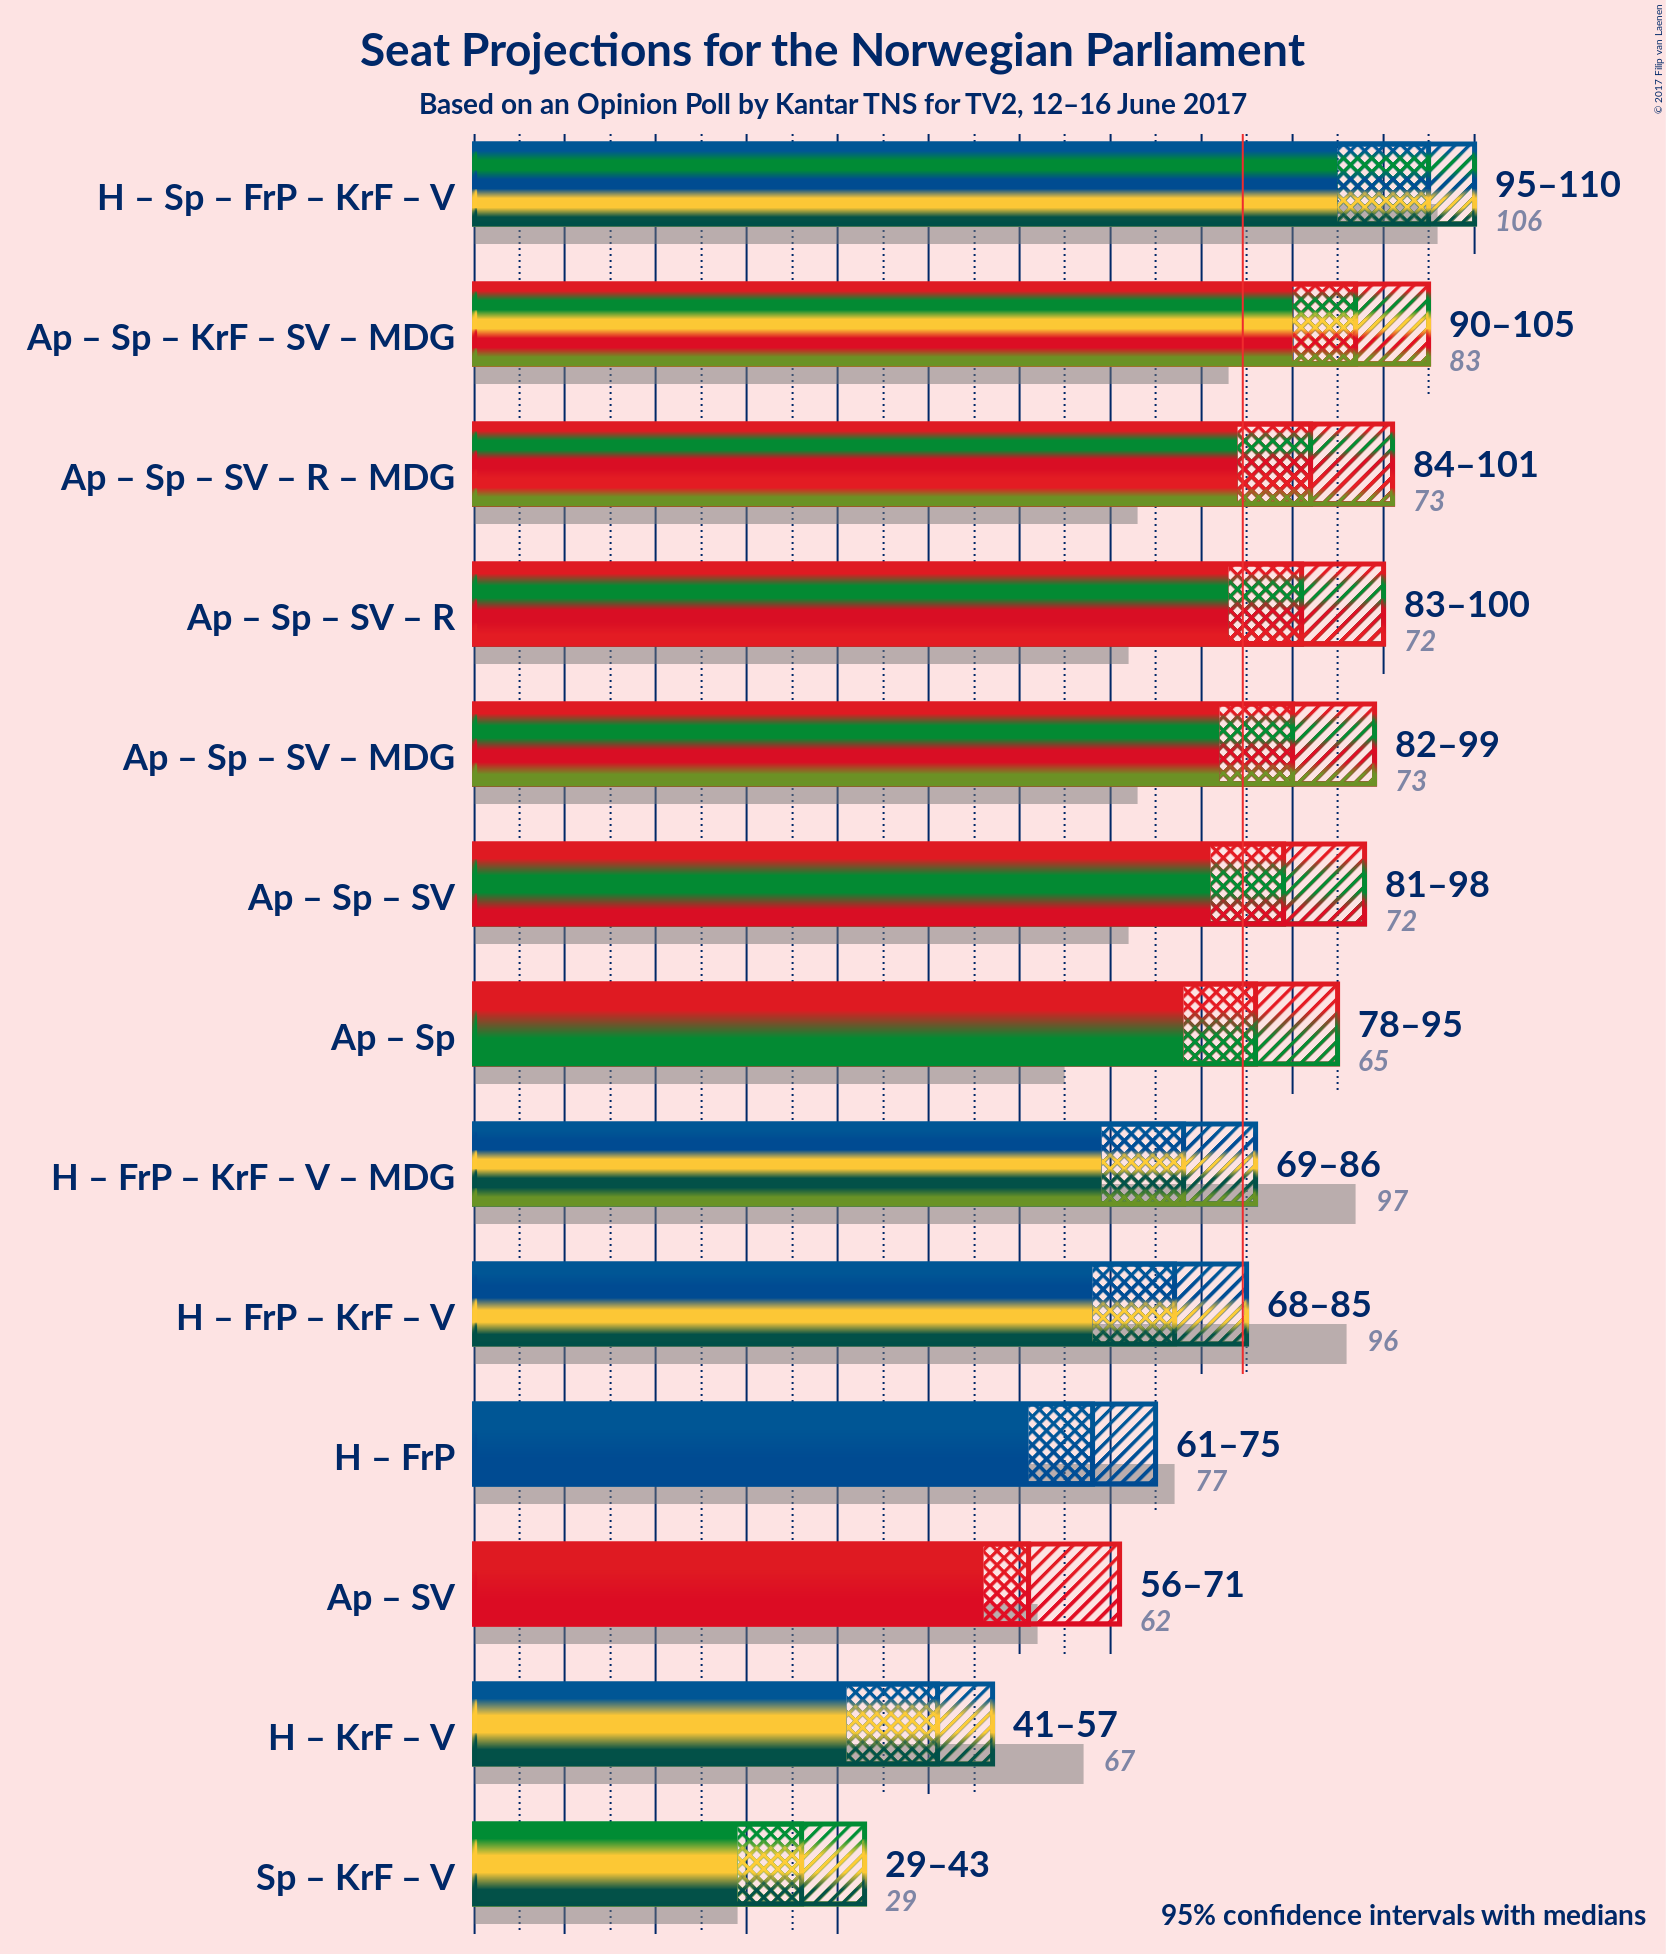 © 2017 Filip van Laenen
Seat Projections for the Norwegian Parliament
Based on an Opinion Poll by Kantar TNS for TV2, 12–16 June 2017
H – Sp – FrP – KrF – V
95–110
106
Ap – Sp – KrF – SV – MDG
90–105
83
Ap – Sp – SV – R – MDG
84–101
73
Ap – Sp – SV – R
83–100
72
Ap – Sp – SV – MDG
82–99
73
Ap – Sp – SV
81–98
72
Ap – Sp
78–95
65
H – FrP – KrF – V – MDG
69–86
97
H – FrP – KrF – V
68–85
96
H – FrP
61–75
77
Ap – SV
56–71
62
H – KrF – V
41–57
67
Sp – KrF – V
29–43
29
95% confidence intervals with medians